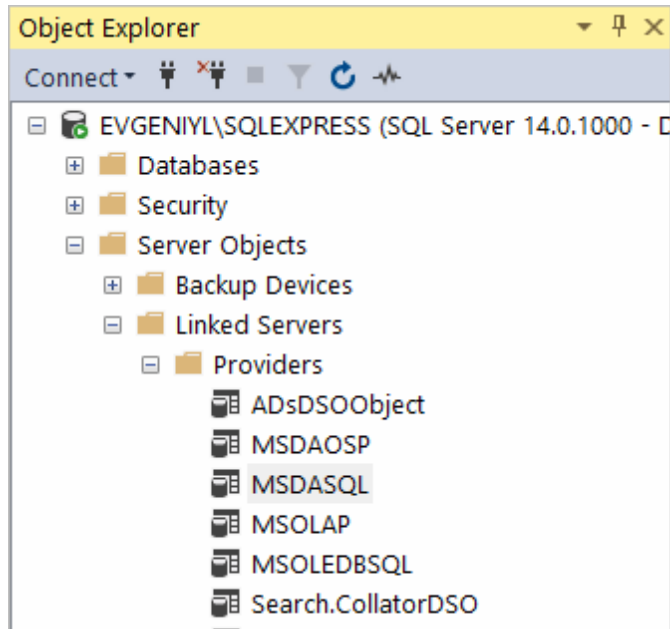 Object Explorer
Connect
EVGENIYL\SQLEXPRESS (SQL Server 14.0.1000 -
Databases
Security
Server Objects
Backup Devices
Linked Servers
Providers
ADsDSOObject
MSDAOSP
MSDASQL
MSOLAP
MSOLEDBSQL
Search.CollatorDSO